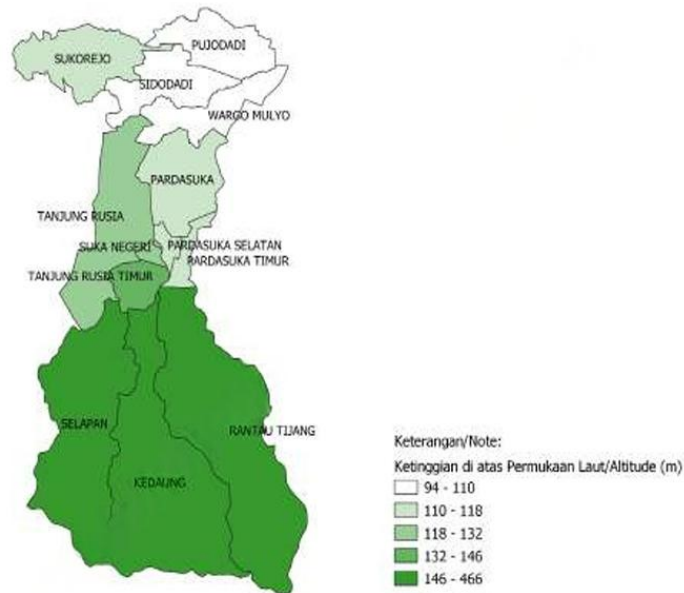 PUJODADI
SUKOREJO
SIDODADI
WARGO MULYO
PARDASUKA
TANJUNG RUSIA
SUKA NEGERI
PARDASUKA SELATAN
PARDASUKA TIMUR
TANJUNG RUSIA TIMUR
SELAPAN
RANTAU TIJANG
KEDAUNG
Keterangan/Note:
Ketinggian di atas Permukaan Laut/Altitude (m)
94 - 110
110 - 118
118 - 132
132 - 146
146 - 466